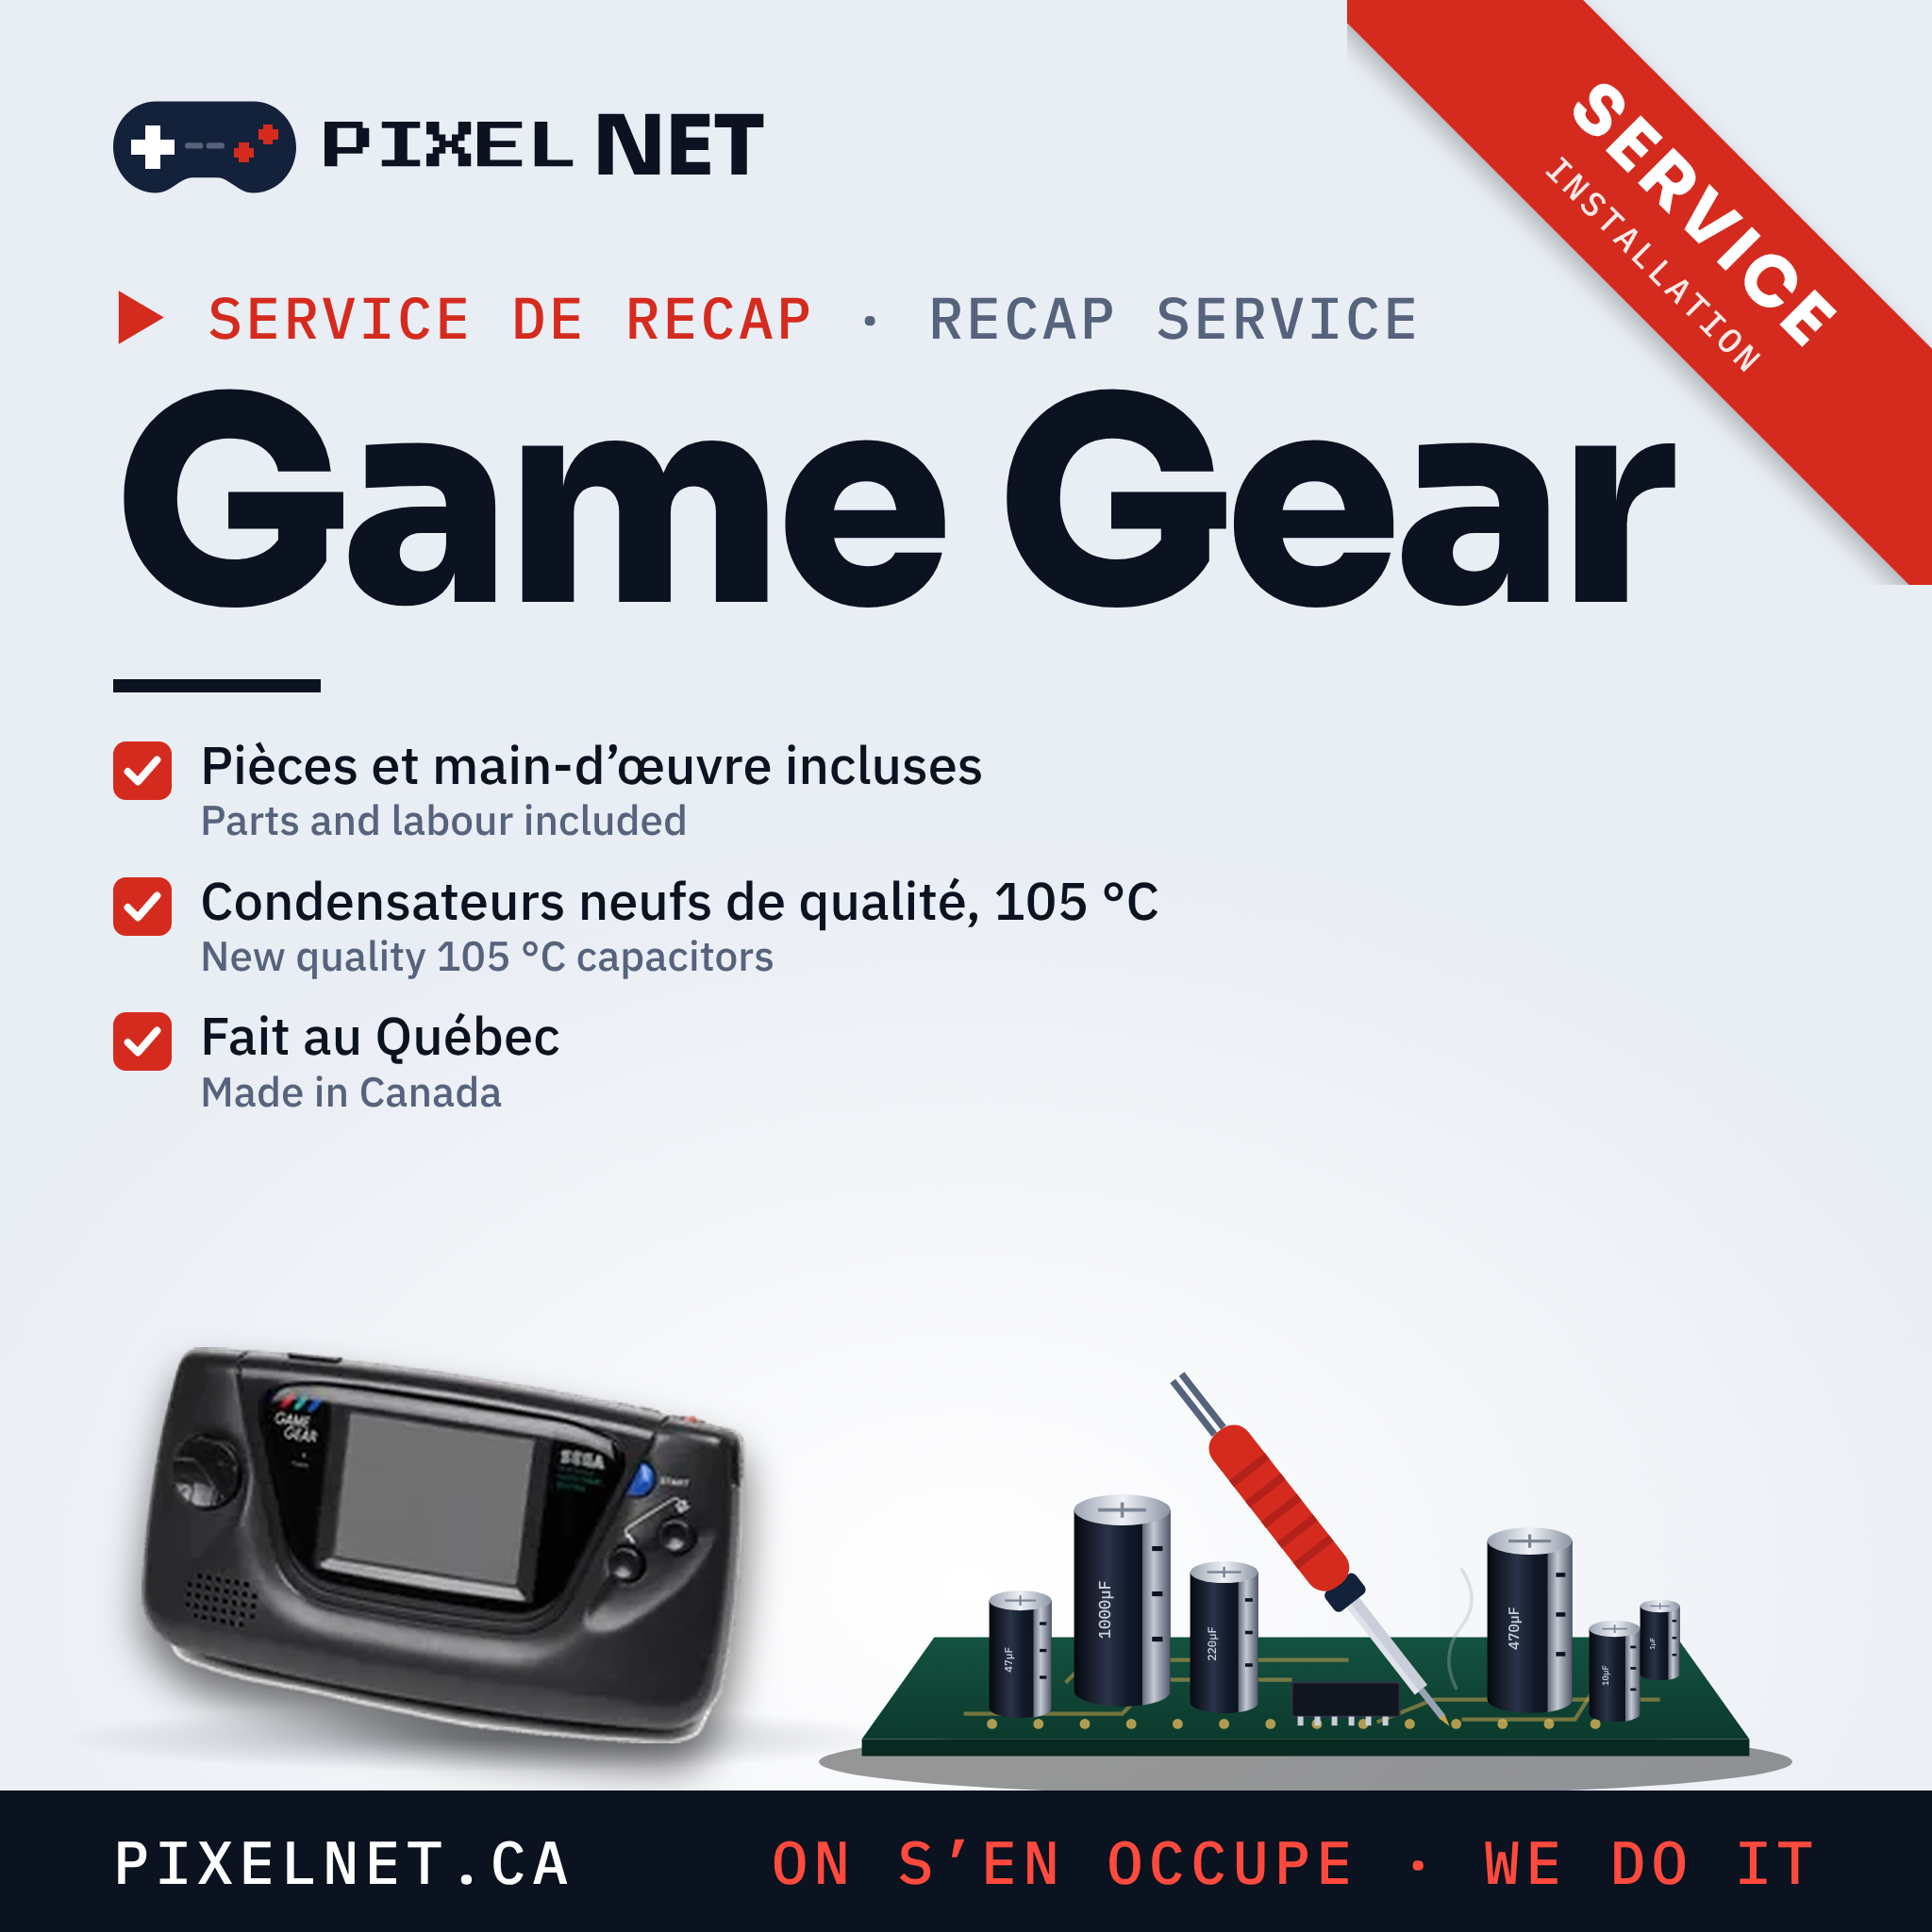 PIXEL NET
SERVICE
INSTALLATION
SERVICE DE RECAP · RECAP SERVICE
Game Gear
Pièces et main-d’œuvre incluses
Parts and labour included
Condensateurs neufs de qualité, 105 °C
New quality 105 °C capacitors
Fait au Québec
Made in Canada
GAME
GEAR
SEGA
START
47µF
1000µF
220µF
470µF
10µF
1µF
PIXELNET.CA
ON S’EN OCCUPE · WE DO IT